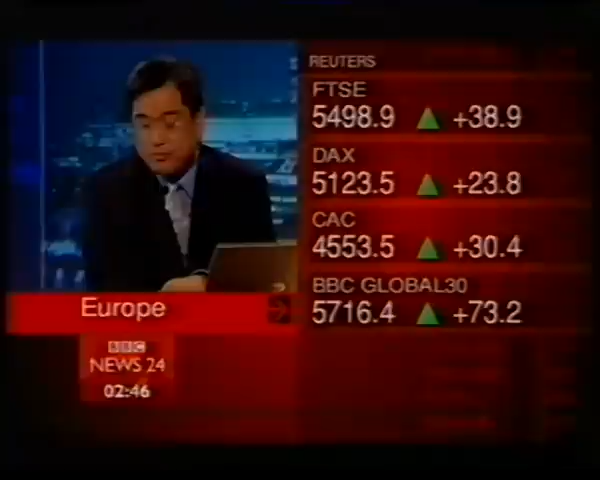 REUTERS
FTSE
5498.9 ▲ +38.9
DAX
5123.5 ▲ +23.8
CAC
4553.5 ▲ +30.4
BBC GLOBAL30
5716.4 ▲ +73.2
Europe
BBC
NEWS 24
02:46